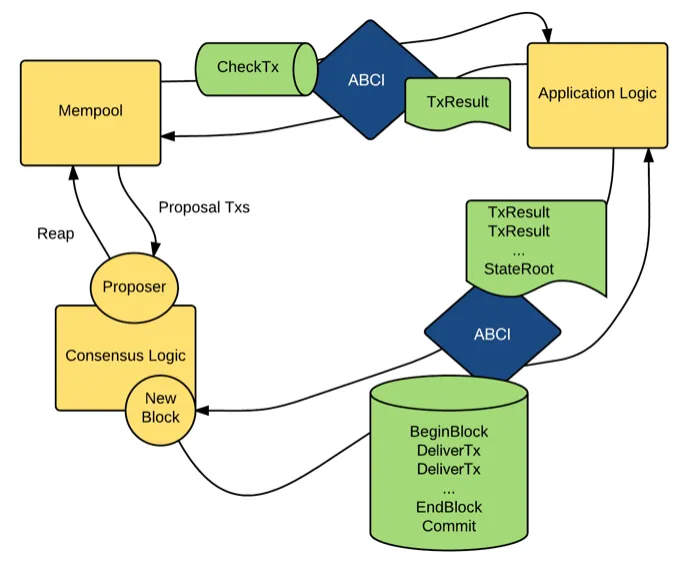 CheckTx
ABCI
TxResult
Mempool
Application Logic
Proposal Txs
Reap
TxResult
TxResult
...
StateRoot
Proposer
ABCI
Consensus Logic
New
Block
BeginBlock
DeliverTx
DeliverTx
...
EndBlock
Commit